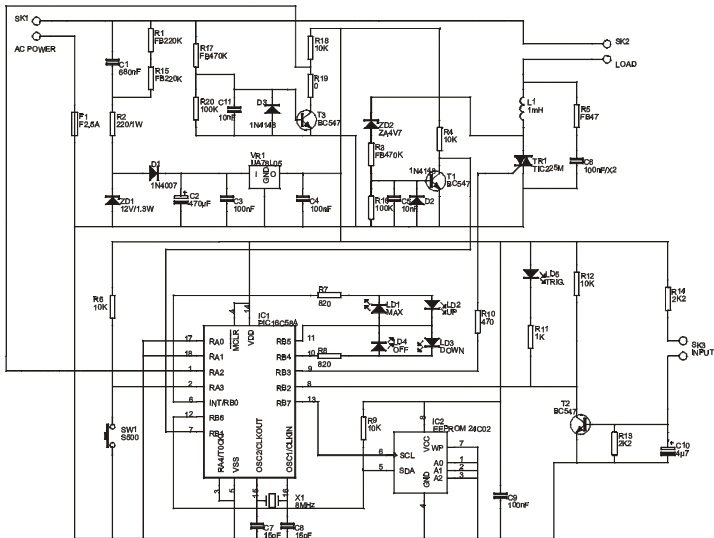 SK1
AC POWER
C1
680nF
R1
FB220K
R15
FB220K
R17
FB470K
R18
10K
R19
0
SK2
LOAD
F1
F2,5A
R2
220/1W
R20
100K
C11
10nF
D3
1N4148
T3
BC547
ZD2
ZA4V7
R3
FB470K
R4
10K
L1
1mH
R5
FB47
TR1
TIC225M
C6
100nF/X2
D1
1N4007
VR1
UA78L05
I
GND
O
ZD1
12V/1.3W
C2
470µF
C3
100nF
C4
100nF
R16
100K
C5
10nF
1N4148
D2
T1
BC547
R6
10K
IC1
PIC16C58A
4
14
MCLR
VDD
17
RA0
18
RA1
1
RA2
2
RA3
6
INT/RB0
12
RB6
7
RB1
RA4/T0CKI
VSS
OSC2/CLKOUT
OSC1/CLKIN
3
5
15
16
RB5
11
RB4
10
RB3
9
RB2
8
RB7
13
R7
820
R8
820
LD1
MAX
LD2
UP
LD4
OFF
LD3
DOWN
R10
470
LD5
TRIG.
R11
1K
R12
10K
R14
2K2
SK3
INPUT
SW1
S500
X1
8MHz
C7
15pF
C8
15pF
R9
10K
IC2
EEPROM 24C02
8
VCC
WP
7
6
SCL
5
SDA
A0
1
A1
2
A2
3
GND
4
C9
100nF
T2
BC547
R13
2K2
C10
4µ7